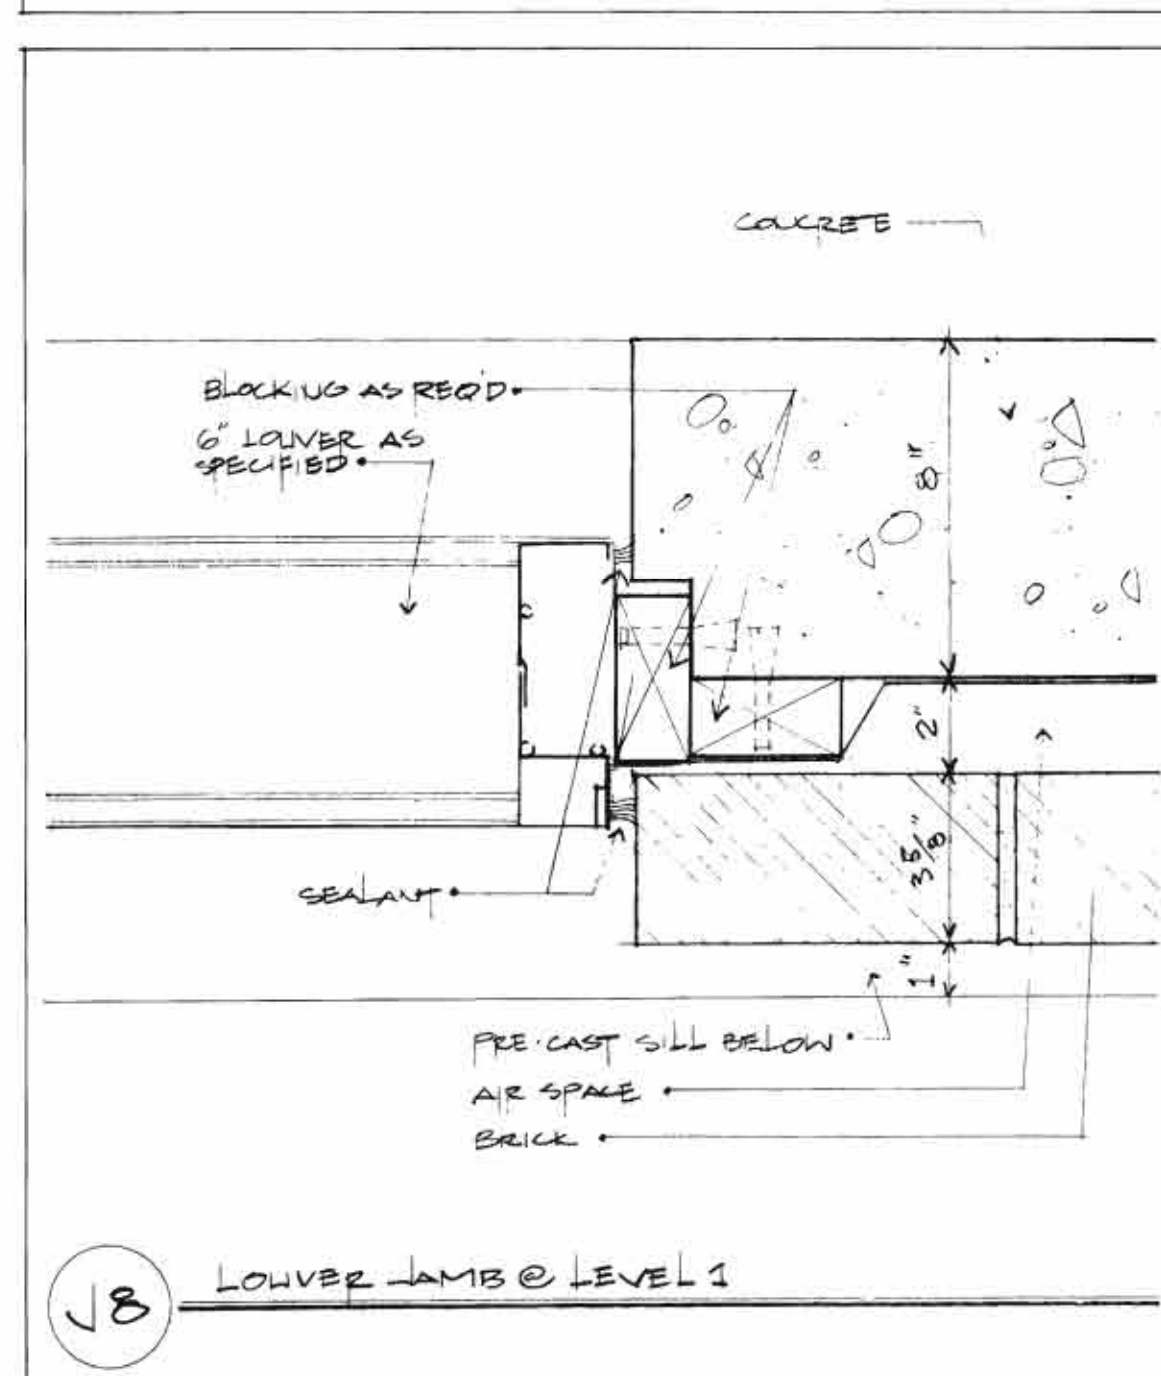 CONCRETE
BLOCKING AS REQ'D
6" LOUVER AS
SPECIFIED
8"
2"
3 5/8"
SEALANT
1"
PRE-CAST SILL BELOW
AIR SPACE
BRICK
J8
LOUVER JAMB @ LEVEL 1